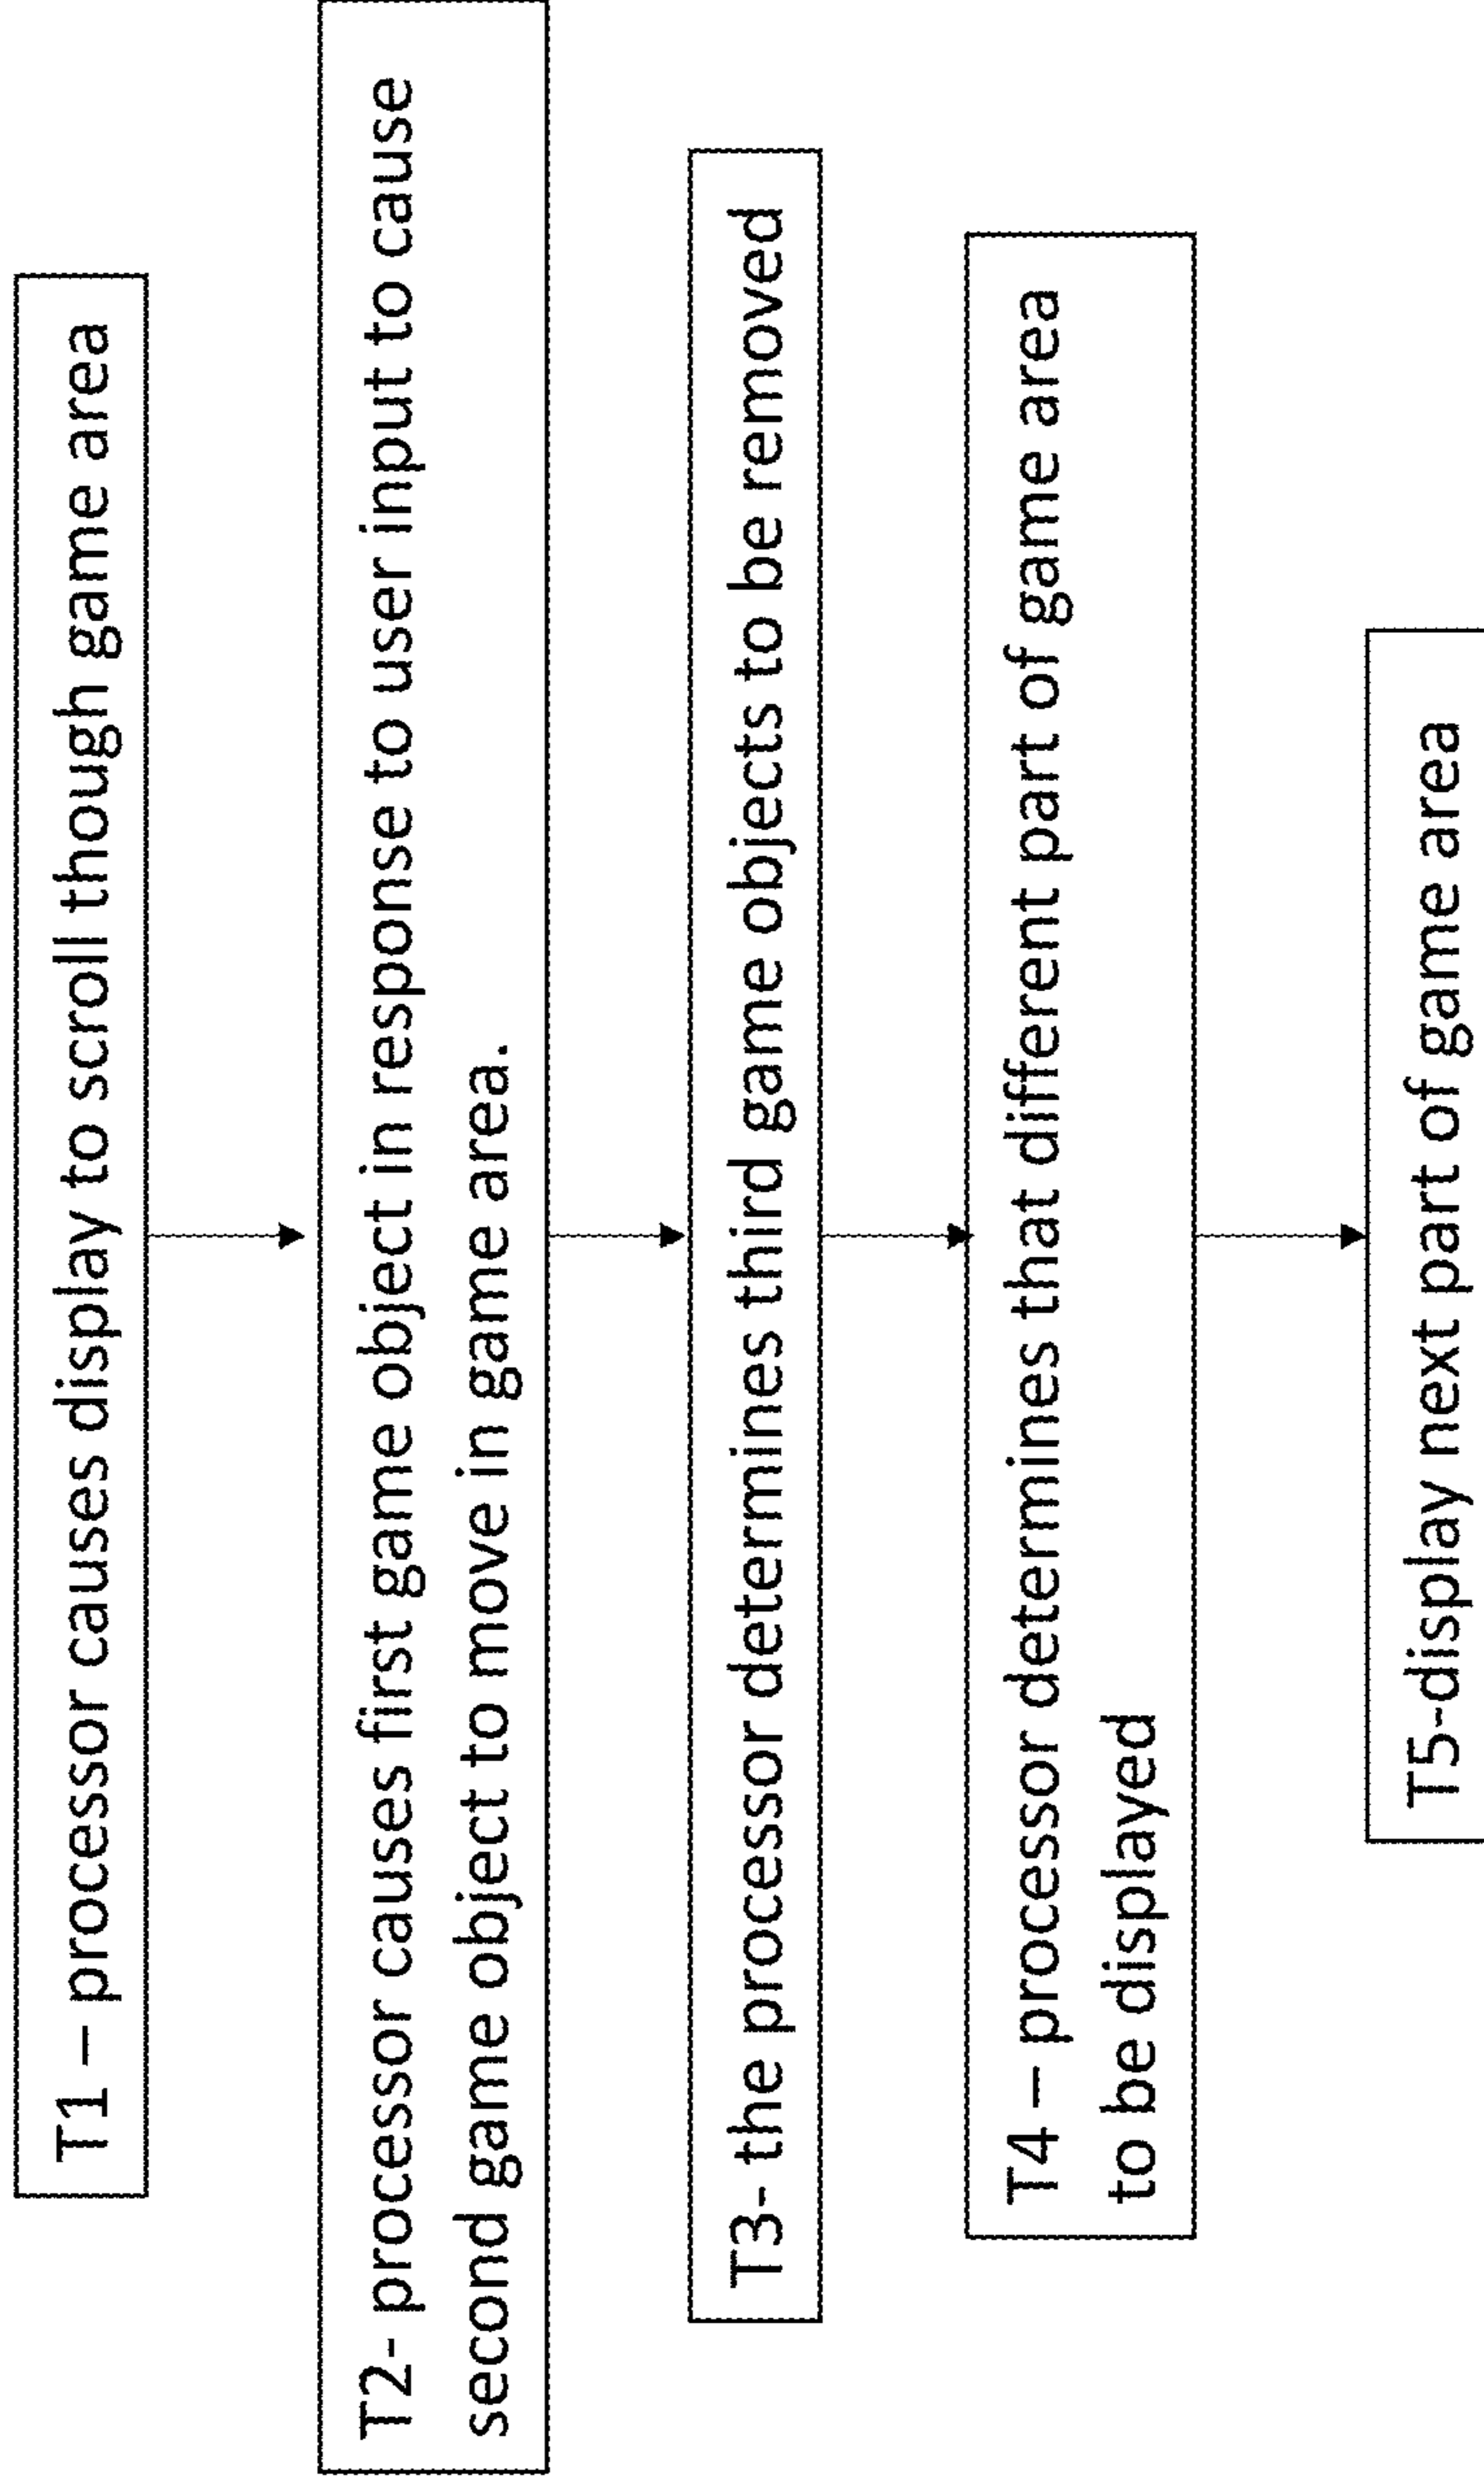 T1 – processor causes display to scroll though game area
T2- processor causes first game object in response to user input to cause
second game object to move in game area.
T3- the processor determines third game objects to be removed
T4 – processor determines that different part of game area
to be displayed
T5-display next part of game area